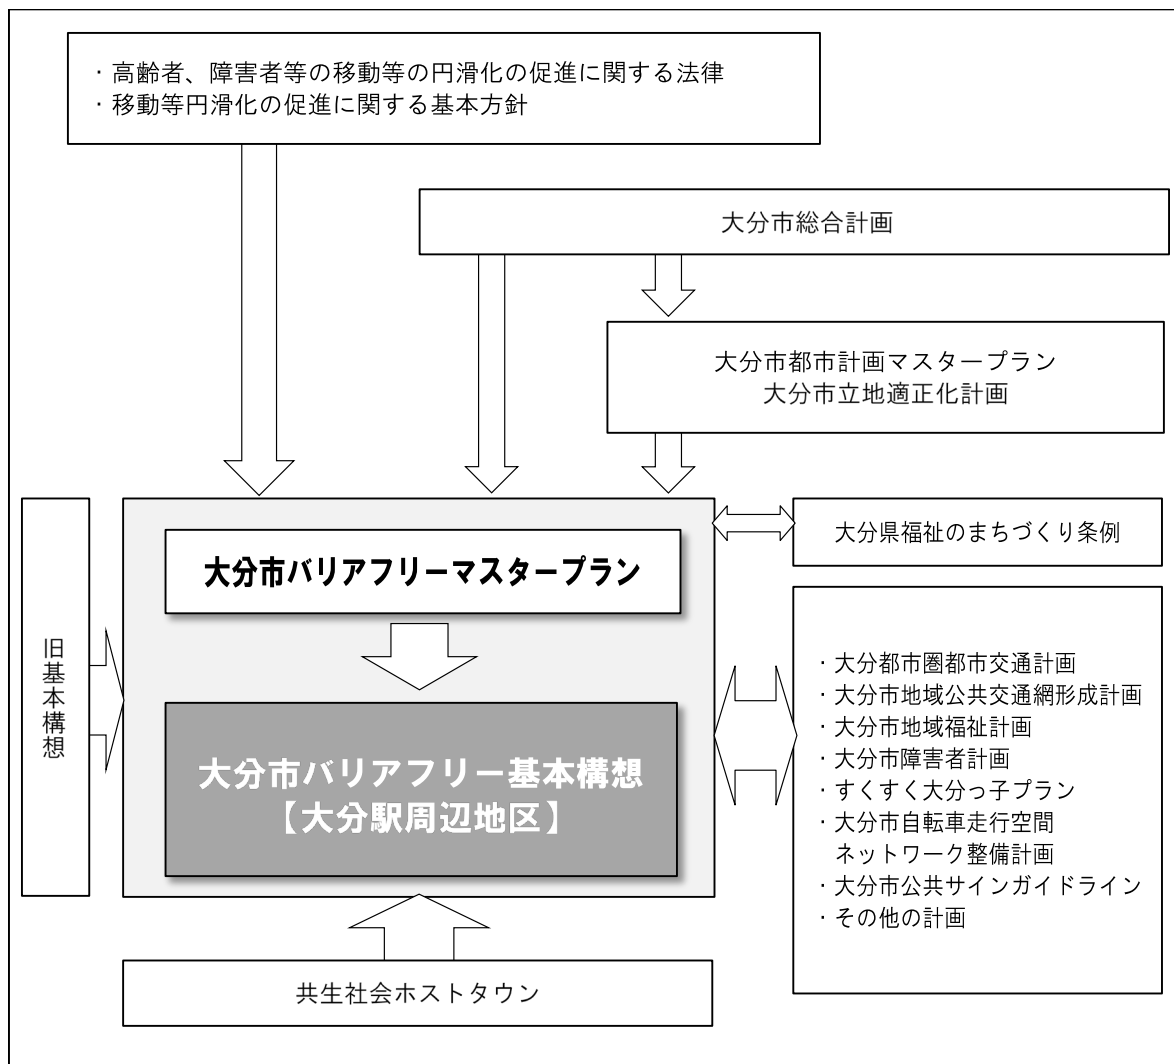 ・高齢者、障害者等の移動等の円滑化の促進に関する法律
・移動等円滑化の促進に関する基本方針
大分市総合計画
大分市都市計画マスタープラン
大分市立地適正化計画
旧基本構想
大分市バリアフリーマスタープラン
大分市バリアフリー基本構想
【大分駅周辺地区】
大分県福祉のまちづくり条例
・大分都市圏都市交通計画
・大分市地域公共交通網形成計画
・大分市地域福祉計画
・大分市障害者計画
・すくすく大分っ子プラン
・大分市自転車走行空間
ネットワーク整備計画
・大分市公共サインガイドライン
・その他の計画
共生社会ホストタウン